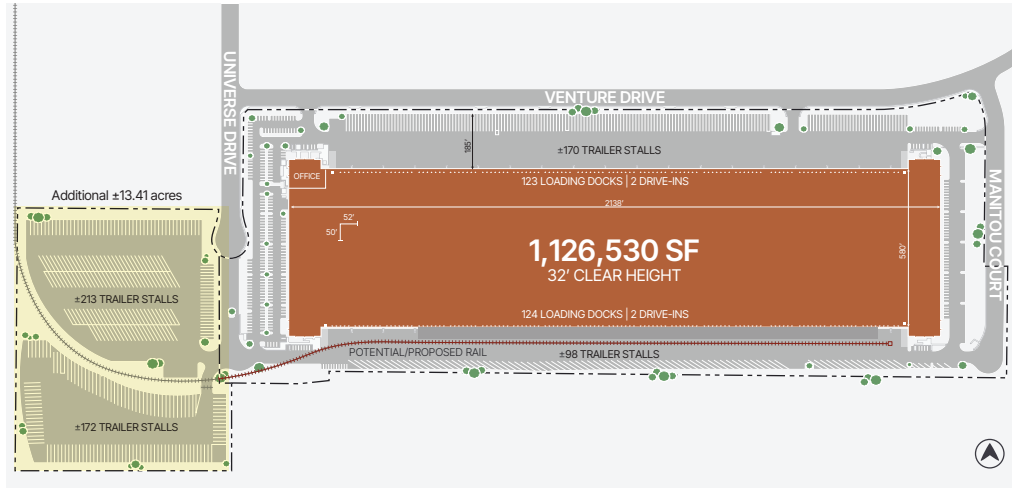 UNIVERSE DRIVE
VENTURE DRIVE
185'
±170 TRAILER STALLS
OFFICE
123 LOADING DOCKS | 2 DRIVE-INS
MANITOU COURT
Additional ±13.41 acres
2138'
52'
50'
1,126,530 SF
580'
32' CLEAR HEIGHT
±213 TRAILER STALLS
124 LOADING DOCKS | 2 DRIVE-INS
POTENTIAL/PROPOSED RAIL
±98 TRAILER STALLS
±172 TRAILER STALLS